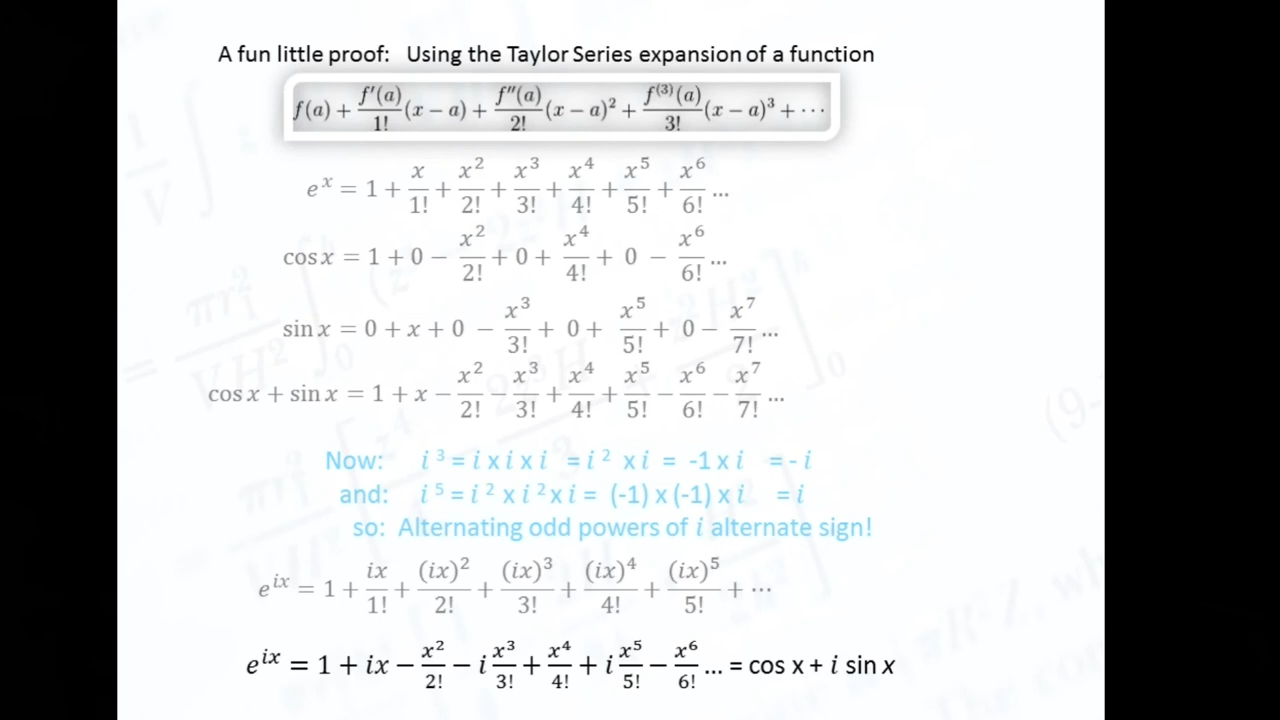 A fun little proof: Using the Taylor Series expansion of a function
f(a) + f'(a)/1! (x − a) + f''(a)/2! (x − a)² + f⁽³⁾(a)/3! (x − a)³ + ···
eˣ = 1 + x/1! + x²/2! + x³/3! + x⁴/4! + x⁵/5! + x⁶/6! ...
cos x = 1 + 0 − x²/2! + 0 + x⁴/4! + 0 − x⁶/6! ...
sin x = 0 + x + 0 − x³/3! + 0 + x⁵/5! + 0 − x⁷/7! ...
cos x + sin x = 1 + x − x²/2! − x³/3! + x⁴/4! + x⁵/5! − x⁶/6! − x⁷/7! ...
Now: i ³ = i x i x i = i ² x i = -1 x i = - i
and: i ⁵ = i ² x i ² x i = (-1) x (-1) x i = i
so: Alternating odd powers of i alternate sign!
eⁱˣ = 1 + ix/1! + (ix)²/2! + (ix)³/3! + (ix)⁴/4! + (ix)⁵/5! + ···
eⁱˣ = 1 + ix − x²/2! − i x³/3! + x⁴/4! + i x⁵/5! − x⁶/6! ... = cos x + i sin x